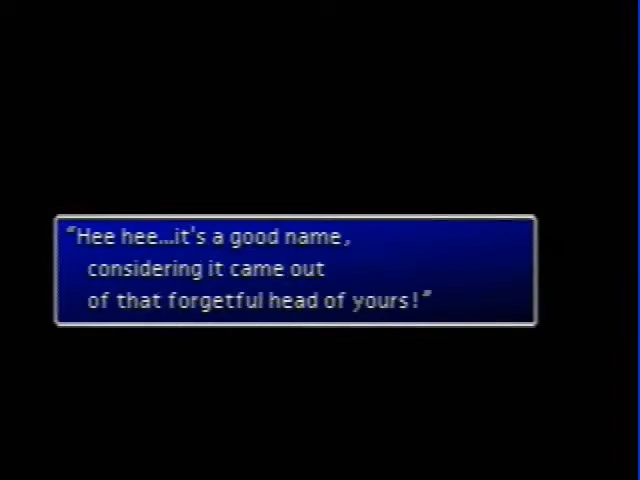 “Hee hee...it's a good name,
considering it came out
of that forgetful head of yours!”